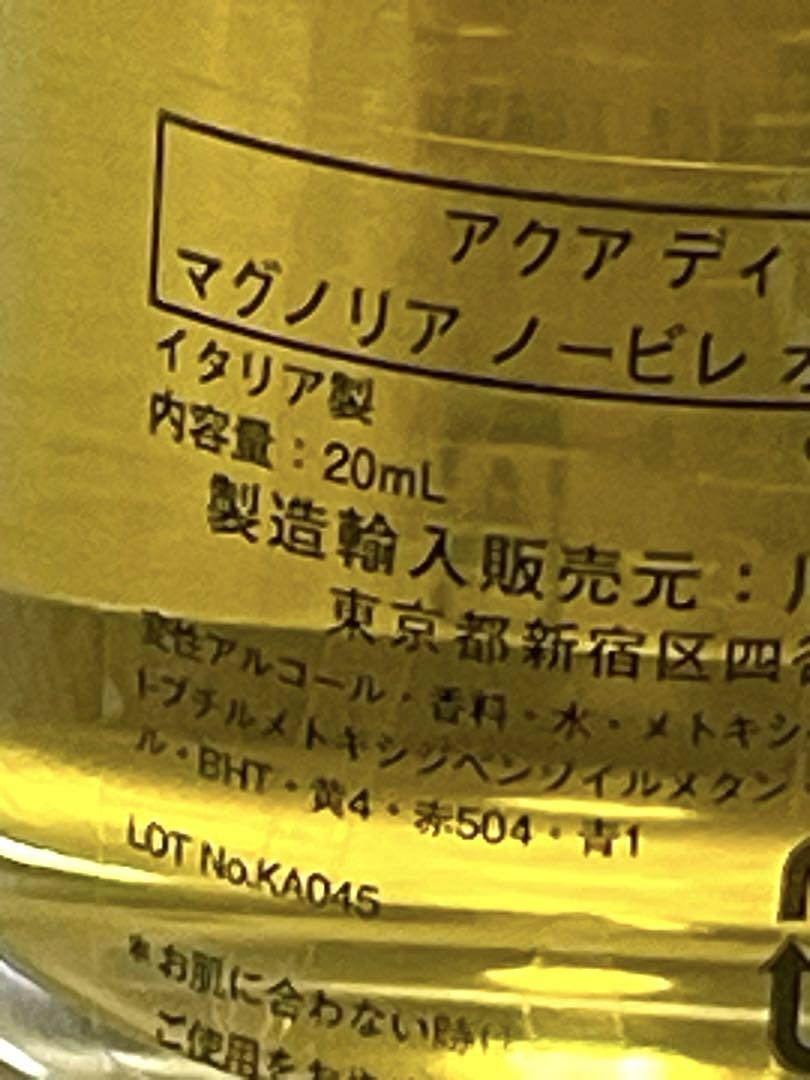 アクア ディ
マグノリア ノービレ オ
イタリア製
内容量：20mL
製造輸入販売元：
東京都新宿区四谷
変性アルコール・香料・水・メトキシ
t-ブチルメトキシジベンゾイルメタン
ル・BHT・黄4・赤504・青1
LOT No.KA045
*お肌に合わない時は
ご使用をお